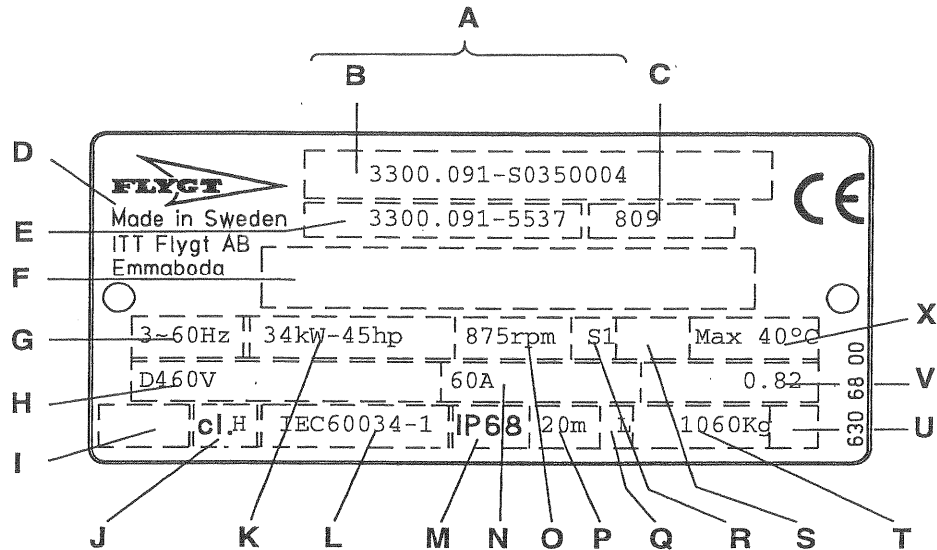 A
B C
D
FLYGT
3300.091-S0350004
CE
Made in Sweden
E
3300.091-5537 809
ITT Flygt AB
Emmaboda
F
G
3~60Hz 34kW-45hp 875rpm S1 Max 40°C
X
H
D460V 60A 0.82
V
I
cl.H IEC60034-1 IP68 20m L 1060Kg
U
630 68 00
J K L M N O P Q R S T